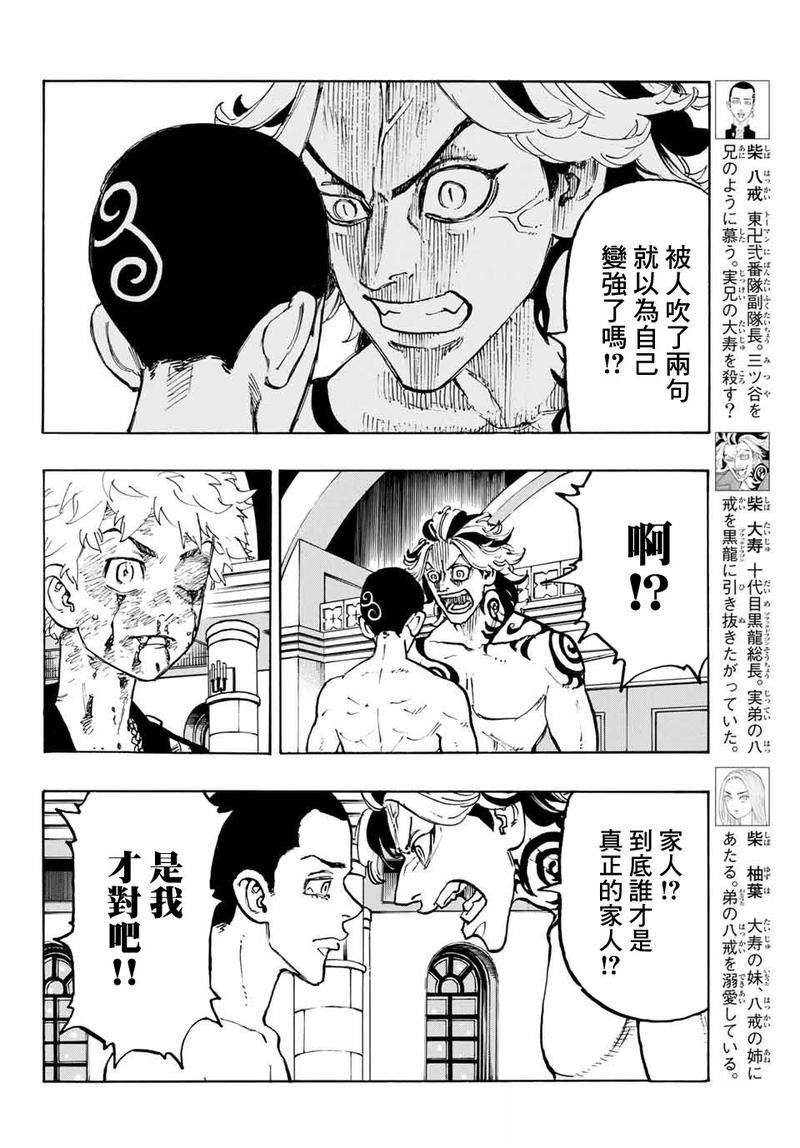 被人吹了兩句
就以為自己
變強了嗎!?
啊!?
家人!?
到底誰才是
真正的家人!?
是我
才對吧!!
柴 八戒 東卍弐番隊副隊長。三ツ谷を
兄のように慕う。実兄の大寿を殺す?
柴 大寿 十代目黒龍総長。実弟の八
戒を黒龍に引き抜きたがっていた。
柴 柚葉 大寿の妹、八戒の姉に
あたる。弟の八戒を溺愛している。